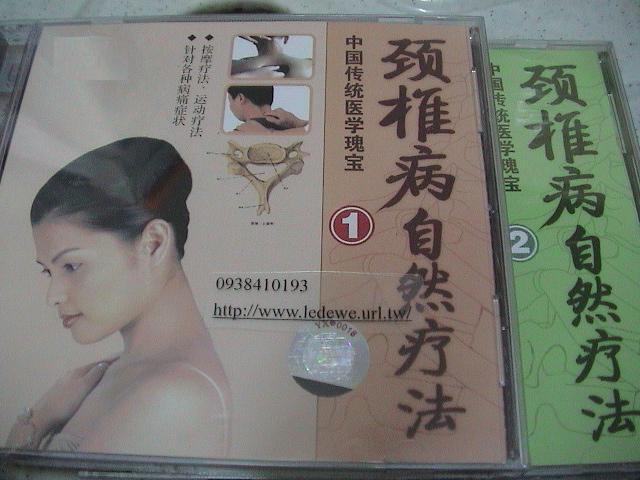 颈椎病自然疗法
1
中国传统医学瑰宝
◆按摩疗法·运动疗法
◆针对各种病痛症状
0938410193
http://www.ledewe.url.tw/
YX⊕0018
颈椎病自然疗法
2
中国传统医学瑰宝